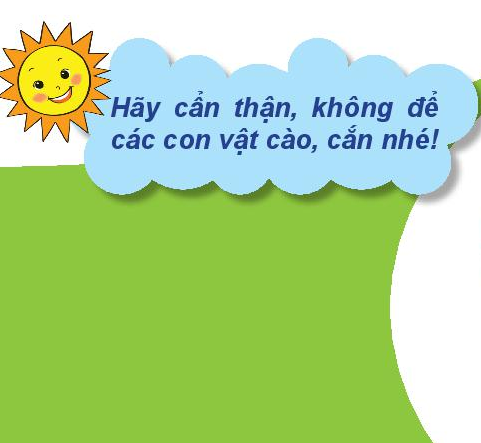 Hãy cẩn thận, không để
các con vật cào, cắn nhé!